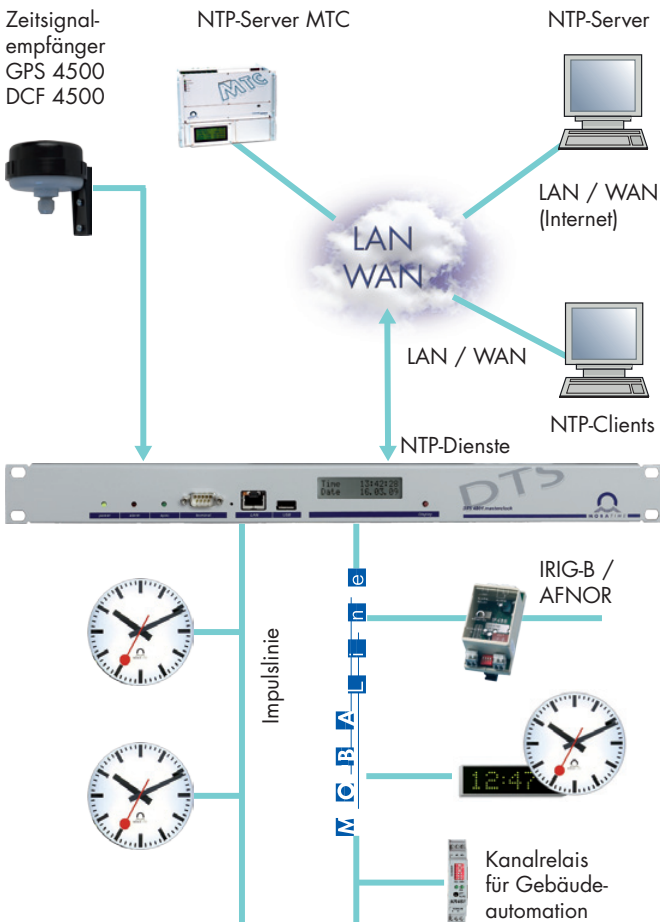 Zeitsignal-
empfänger
GPS 4500
DCF 4500
NTP-Server MTC
NTP-Server
MTC
LAN / WAN
(Internet)
LAN
WAN
LAN / WAN
NTP-Clients
NTP-Dienste
Time 13:42:28
Date 16.03.09
DTS
MOBATIME
Impulslinie
MOBALine
IRIG-B /
AFNOR
12:47
Kanalrelais
für Gebäude-
automation